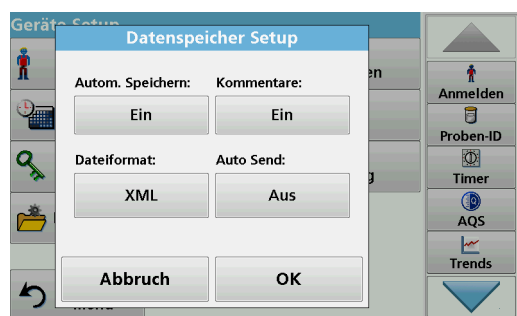 Geräte Setup
Datenspeicher Setup
Autom. Speichern:
Kommentare:
Ein
Ein
Dateiformat:
Auto Send:
XML
Aus
Abbruch
OK
Anmelden
Proben-ID
Timer
AQS
Trends